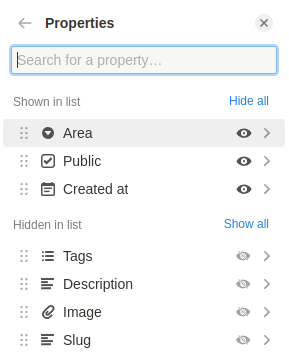 Properties
Search for a property…
Shown in list
Hide all
Area
Public
Created at
Hidden in list
Show all
Tags
Description
Image
Slug